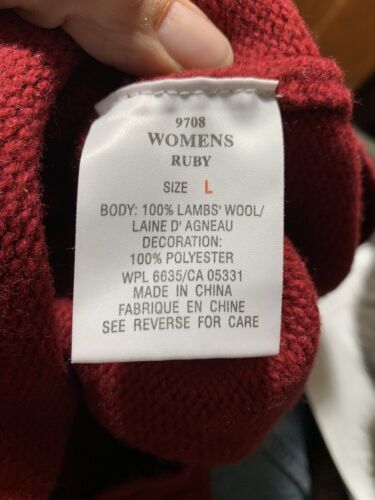 9708
WOMENS
RUBY
SIZE L
BODY: 100% LAMBS' WOOL/
LAINE D' AGNEAU
DECORATION:
100% POLYESTER
WPL 6635/CA 05331
MADE IN CHINA
FABRIQUE EN CHINE
SEE REVERSE FOR CARE